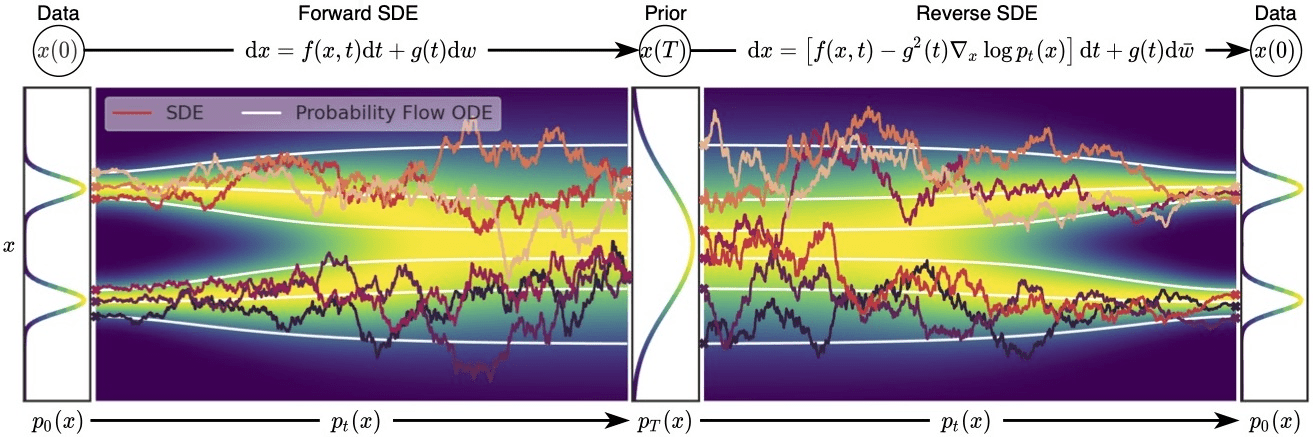 Data Forward SDE Prior Reverse SDE Data
x(0) dx = f(x, t)dt + g(t)dw x(T) dx = [f(x, t) − g²(t)∇ₓ log pₜ(x)] dt + g(t)dw̄ x(0)
SDE Probability Flow ODE
x
p₀(x) pₜ(x) p_T(x) pₜ(x) p₀(x)